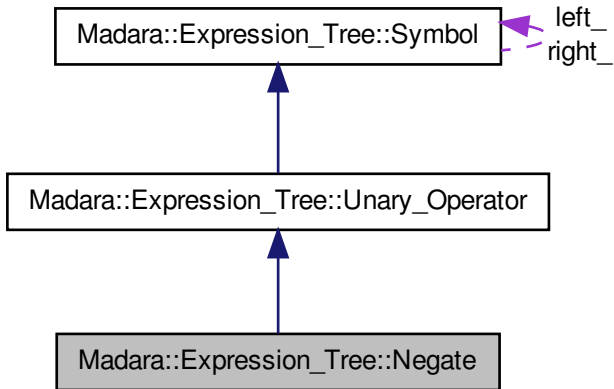 Madara::Expression_Tree::Symbol
left_
right_
Madara::Expression_Tree::Unary_Operator
Madara::Expression_Tree::Negate